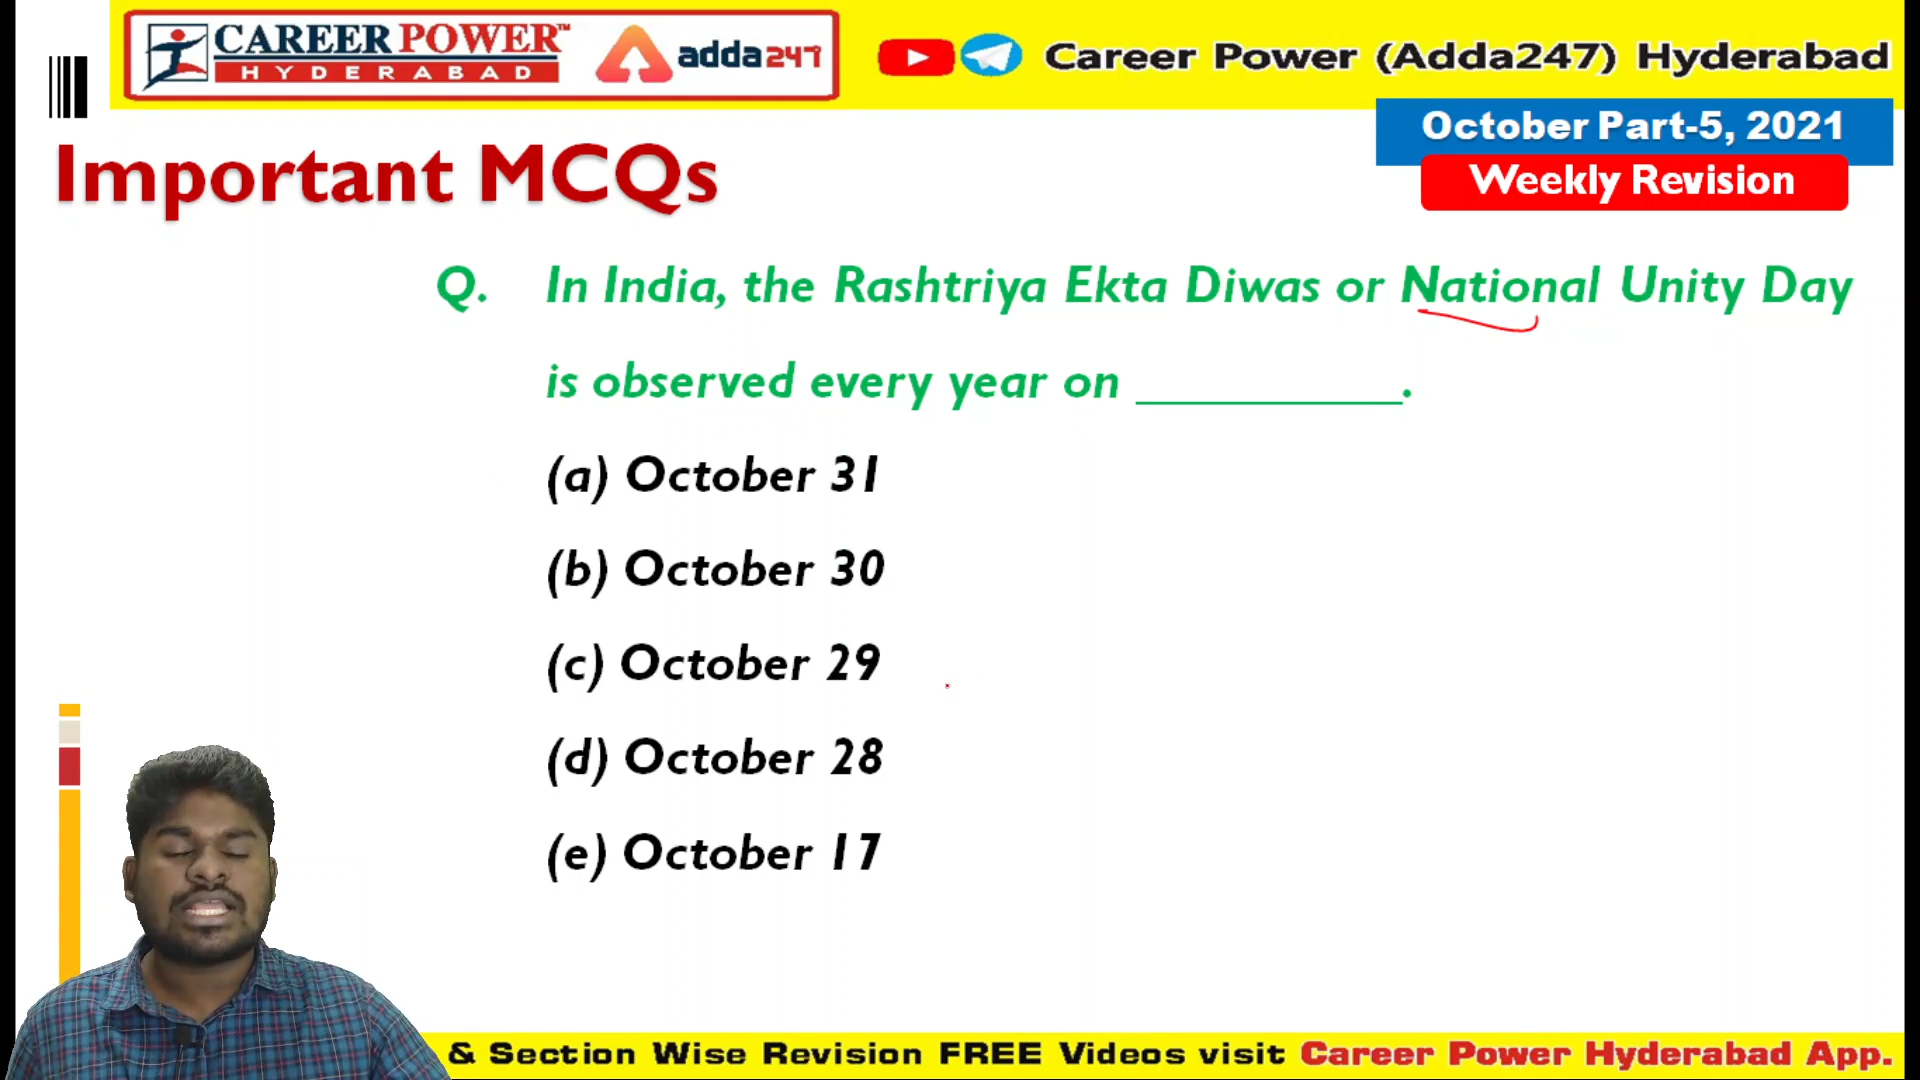 CAREER POWER™
HYDERABAD
adda247
Career Power (Adda247) Hyderabad
October Part-5, 2021
Weekly Revision
Important MCQs
Q. In India, the Rashtriya Ekta Diwas or National Unity Day
is observed every year on ___________.
(a) October 31
(b) October 30
(c) October 29
(d) October 28
(e) October 17
& Section Wise Revision FREE Videos visit Career Power Hyderabad App.